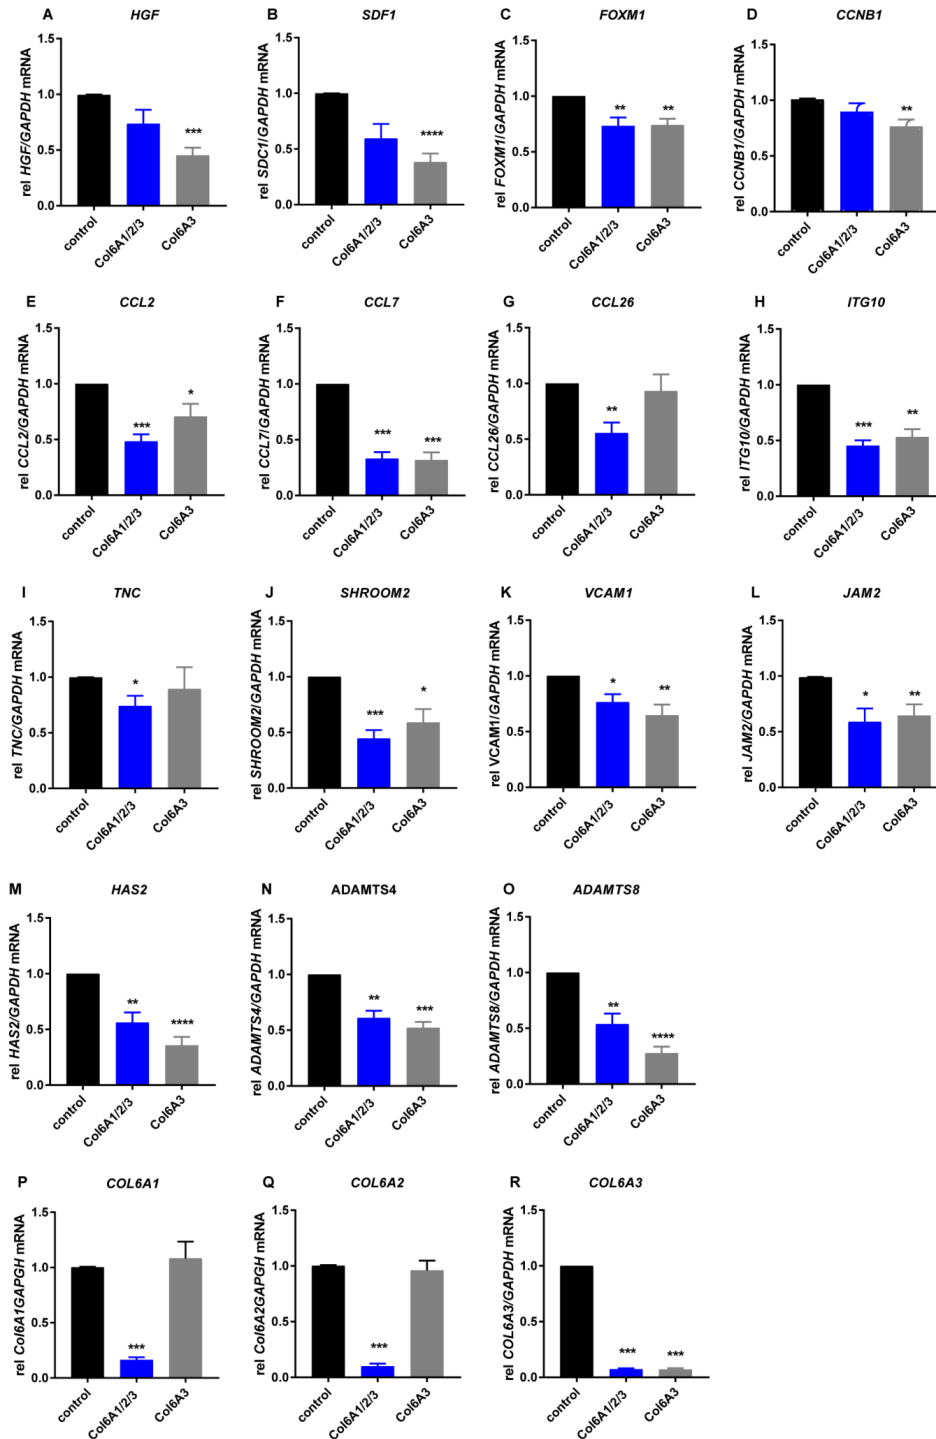 A HGF
rel HGF/GAPDH mRNA
1.5
1.0
0.5
0.0
***
control
Col6A1/2/3
Col6A3
B SDF1
rel SDC1/GAPDH mRNA
1.5
1.0
0.5
0.0
****
control
Col6A1/2/3
Col6A3
C FOXM1
rel FOXM1/GAPDH mRNA
1.5
1.0
0.5
0.0
**
**
control
Col6A1/2/3
Col6A3
D CCNB1
rel CCNB1/GAPDH mRNA
1.5
1.0
0.5
0.0
**
control
Col6A1/2/3
Col6A3
E CCL2
rel CCL2/GAPDH mRNA
1.5
1.0
0.5
0.0
***
*
control
Col6A1/2/3
Col6A3
F CCL7
rel CCL7/GAPDH mRNA
1.5
1.0
0.5
0.0
***
***
control
Col6A1/2/3
Col6A3
G CCL26
rel CCL26/GAPDH mRNA
1.5
1.0
0.5
0.0
**
control
Col6A1/2/3
Col6A3
H ITG10
rel ITG10/GAPDH mRNA
1.5
1.0
0.5
0.0
***
**
control
Col6A1/2/3
Col6A3
I TNC
rel TNC/GAPDH mRNA
1.5
1.0
0.5
0.0
*
control
Col6A1/2/3
Col6A3
J SHROOM2
rel SHROOM2/GAPDH mRNA
1.5
1.0
0.5
0.0
***
*
control
Col6A1/2/3
Col6A3
K VCAM1
rel VCAM1/GAPDH mRNA
1.5
1.0
0.5
0.0
*
**
control
Col6A1/2/3
Col6A3
L JAM2
rel JAM2/GAPDH mRNA
1.5
1.0
0.5
0.0
*
**
control
Col6A1/2/3
Col6A3
M HAS2
rel HAS2/GAPDH mRNA
1.5
1.0
0.5
0.0
**
****
control
Col6A1/2/3
Col6A3
N ADAMTS4
rel ADAMTS4/GAPDH mRNA
1.5
1.0
0.5
0.0
**
***
control
Col6A1/2/3
Col6A3
O ADAMTS8
rel ADAMTS8/GAPDH mRNA
1.5
1.0
0.5
0.0
**
****
control
Col6A1/2/3
Col6A3
P COL6A1
rel Col6A1GAPGH mRNA
1.5
1.0
0.5
0.0
***
control
Col6A1/2/3
Col6A3
Q COL6A2
rel Col6A2GAPGH mRNA
1.5
1.0
0.5
0.0
***
control
Col6A1/2/3
Col6A3
R COL6A3
rel COL6A3/GAPDH mRNA
1.5
1.0
0.5
0.0
***
***
control
Col6A1/2/3
Col6A3